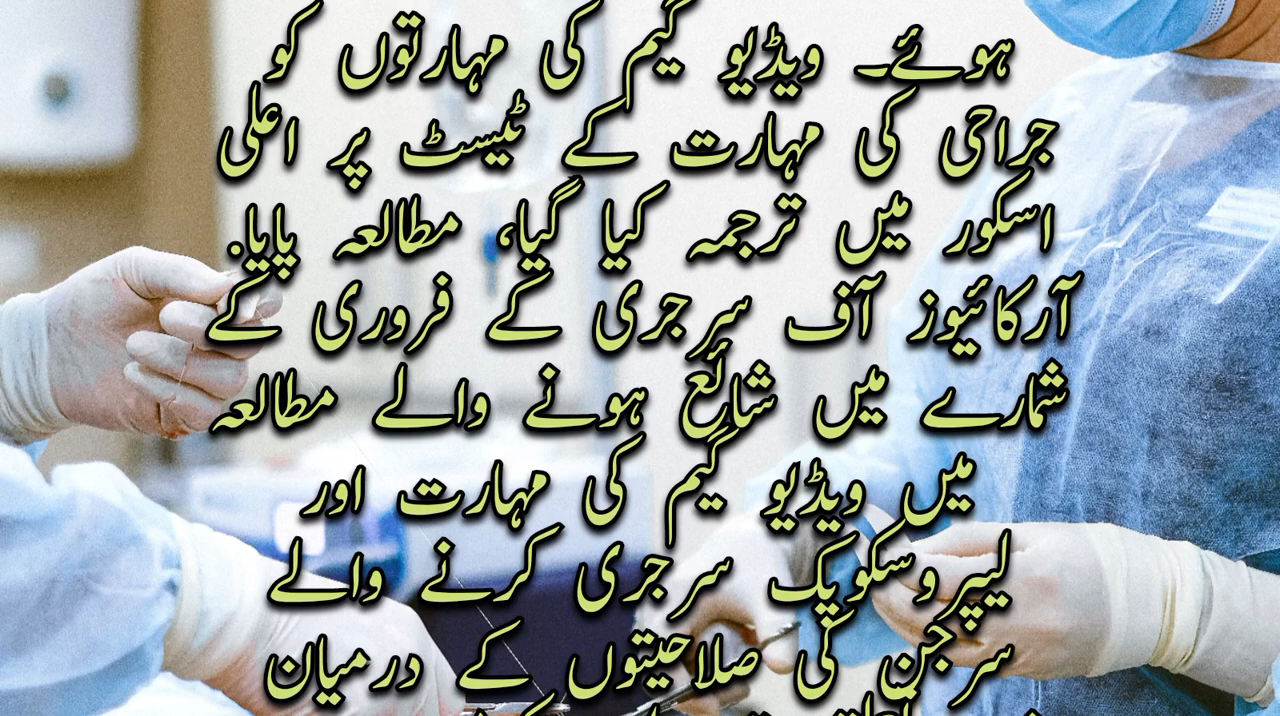 ہوئے۔ ویڈیو گیم کی مہارتوں کو
جراحی کی مہارت کے ٹیسٹ پر اعلی
اسکور میں ترجمہ کیا گیا، مطالعہ پایا.
آرکائیوز آف سرجری کے فروری کے
شمارے میں شائع ہونے والے مطالعہ
میں ویڈیو گیم کی مہارت اور
لیپروسکوپک سرجری کرنے والے
سرجن کی صلاحیتوں کے درمیان